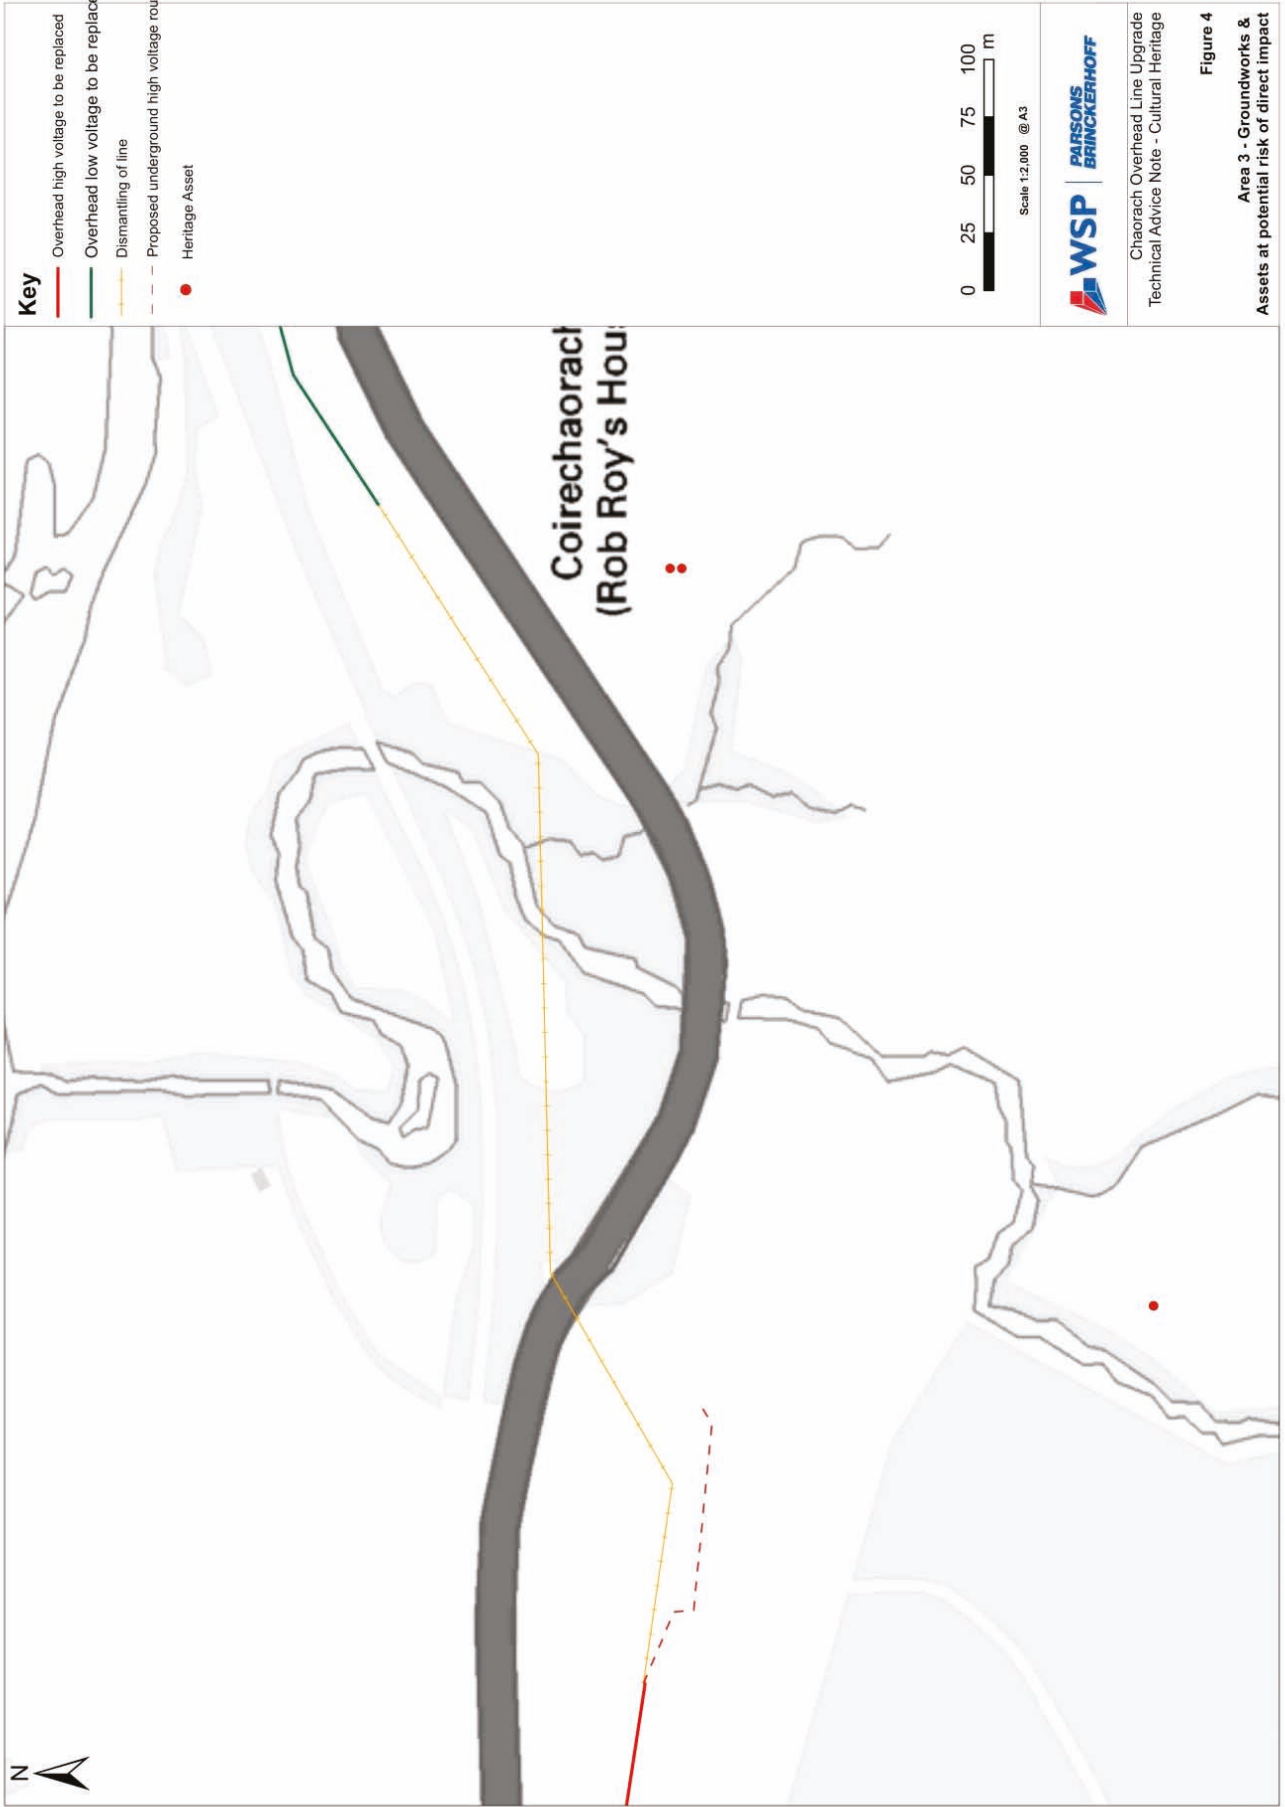 N
Coirechaorach
(Rob Roy's Hous
Key
Overhead high voltage to be replaced
Overhead low voltage to be replace
Dismantling of line
Proposed underground high voltage rou
Heritage Asset
0 25 50 75 100
m
Scale 1:2,000 @ A3
WSP | PARSONS
BRINCKERHOFF
Chaorach Overhead Line Upgrade
Technical Advice Note - Cultural Heritage
Figure 4
Area 3 - Groundworks &
Assets at potential risk of direct impact